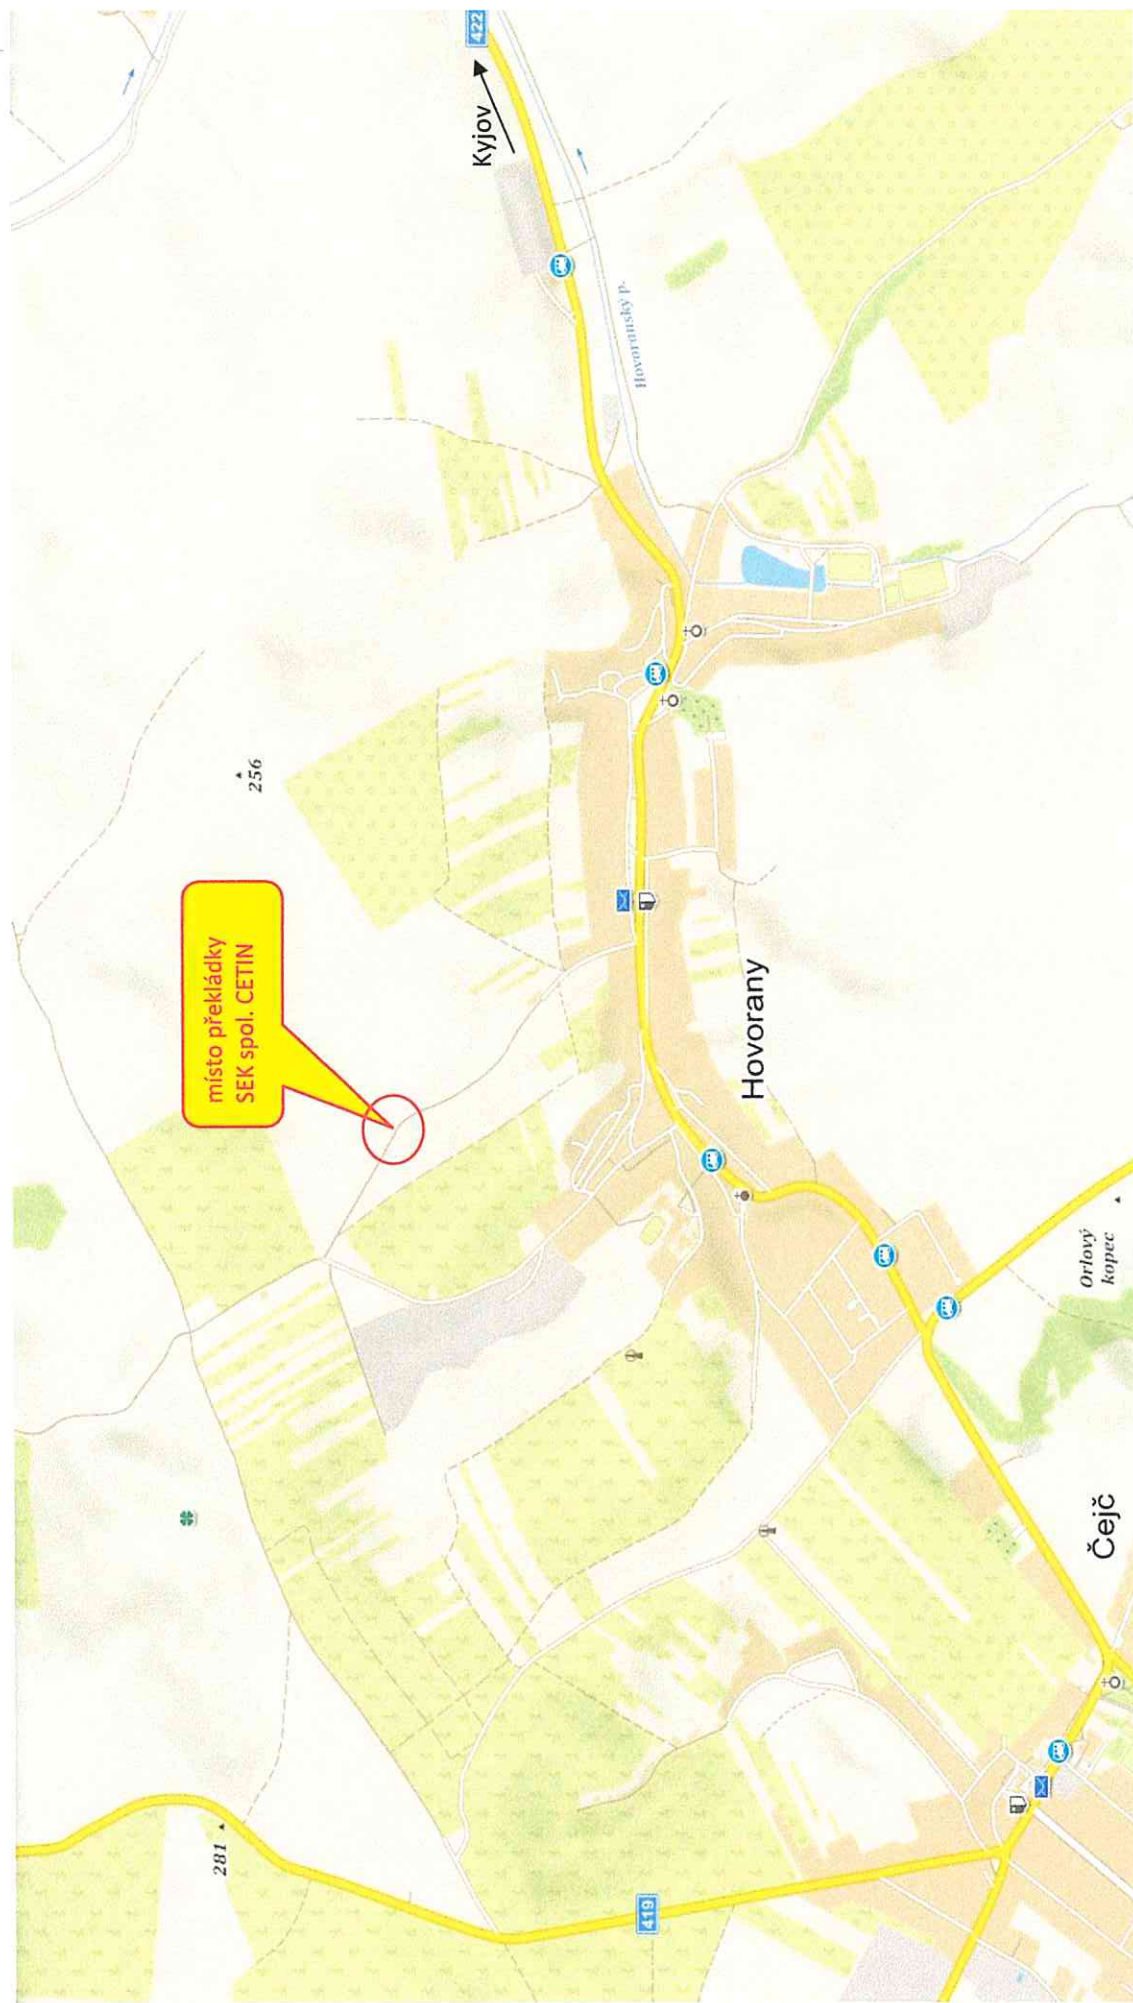 422
Kyjov
Hovoranský p.
256
místo překládky
SEK spol. CETIN
Hovorany
Orlový
kopec
281
419
Čejč